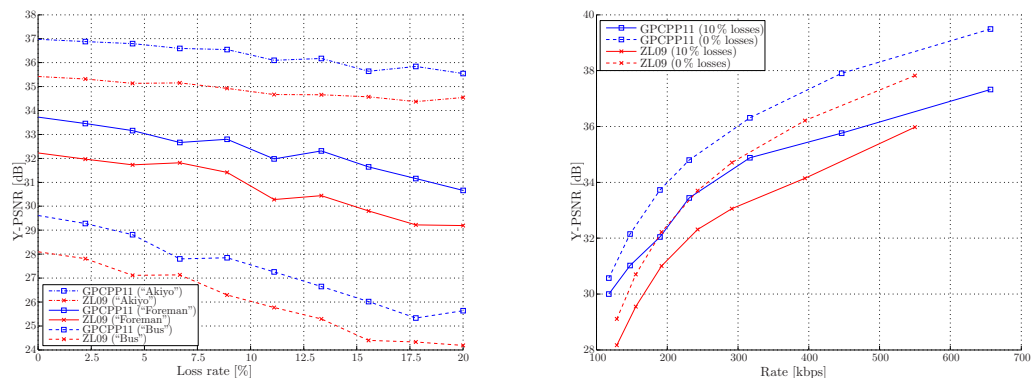 38
37
36
35
34
33
32
31
30
29
28
27
26
25
24
Y-PSNR [dB]
GPCPP11 (“Akiyo”)
ZL09 (“Akiyo”)
GPCPP11 (“Foreman”)
ZL09 (“Foreman”)
GPCPP11 (“Bus”)
ZL09 (“Bus”)
0 2.5 5 7.5 10 12.5 15 17.5 20
Loss rate [%]
40
38
36
34
32
30
28
Y-PSNR [dB]
GPCPP11 (10 % losses)
GPCPP11 (0 % losses)
ZL09 (10 % losses)
ZL09 (0 % losses)
100 200 300 400 500 600 700
Rate [kbps]